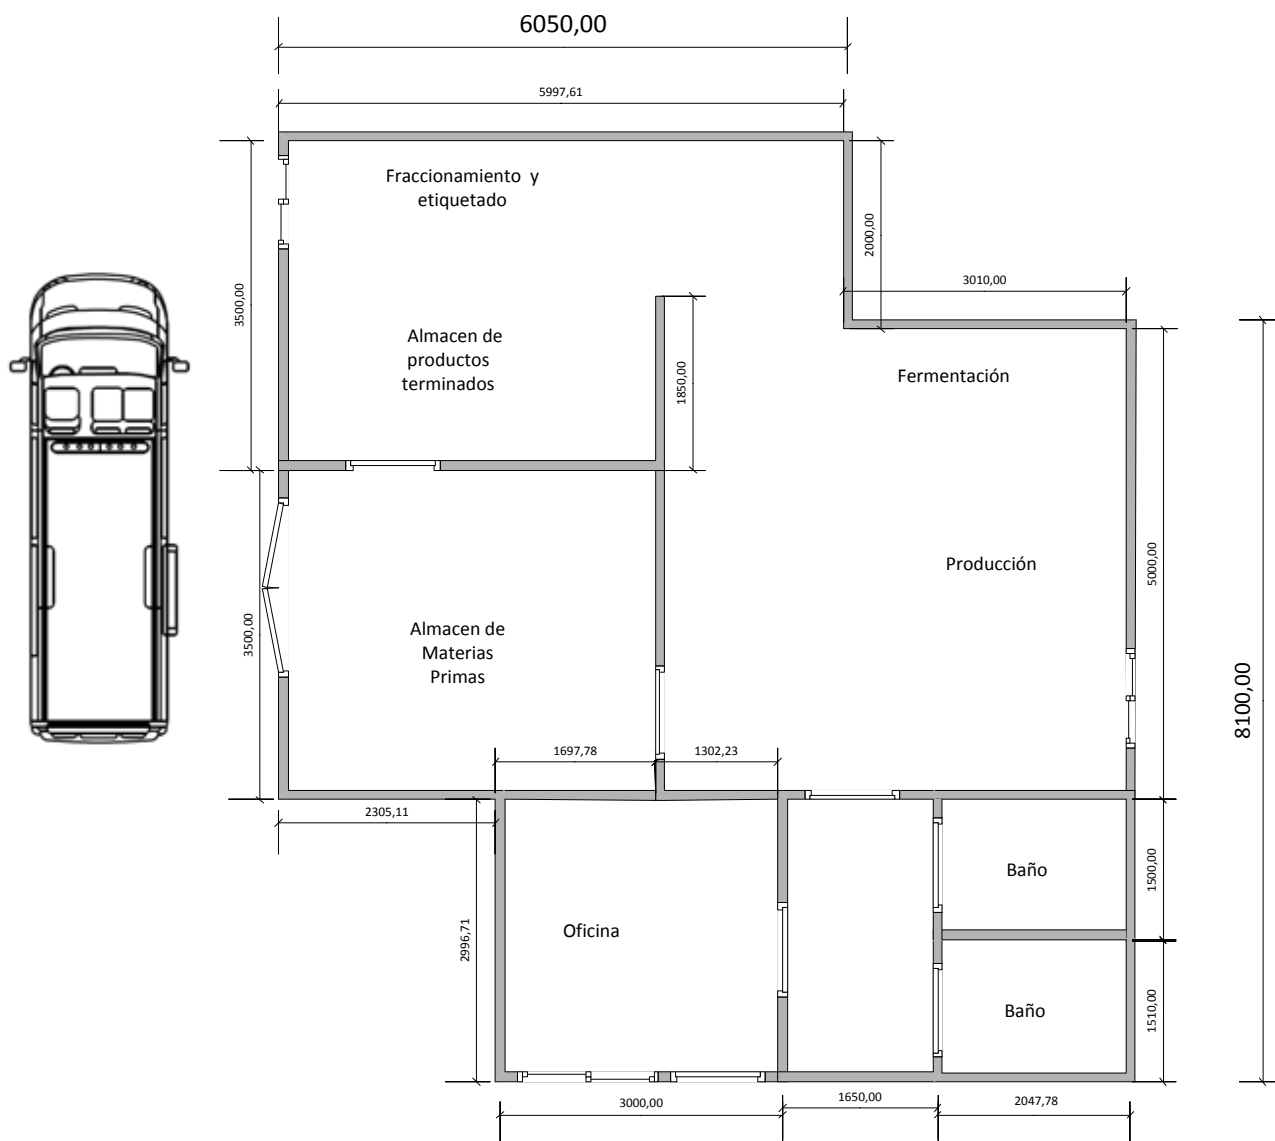 6050,00
5997,61
Fraccionamiento y
etiquetado
2000,00
3010,00
3500,00
Almacen de
productos
terminados
1850,00
Fermentación
Producción
5000,00
8100,00
3500,00
Almacen de
Materias
Primas
1697,78
1302,23
2305,11
2996,71
Oficina
Baño
1500,00
Baño
1510,00
3000,00
1650,00
2047,78